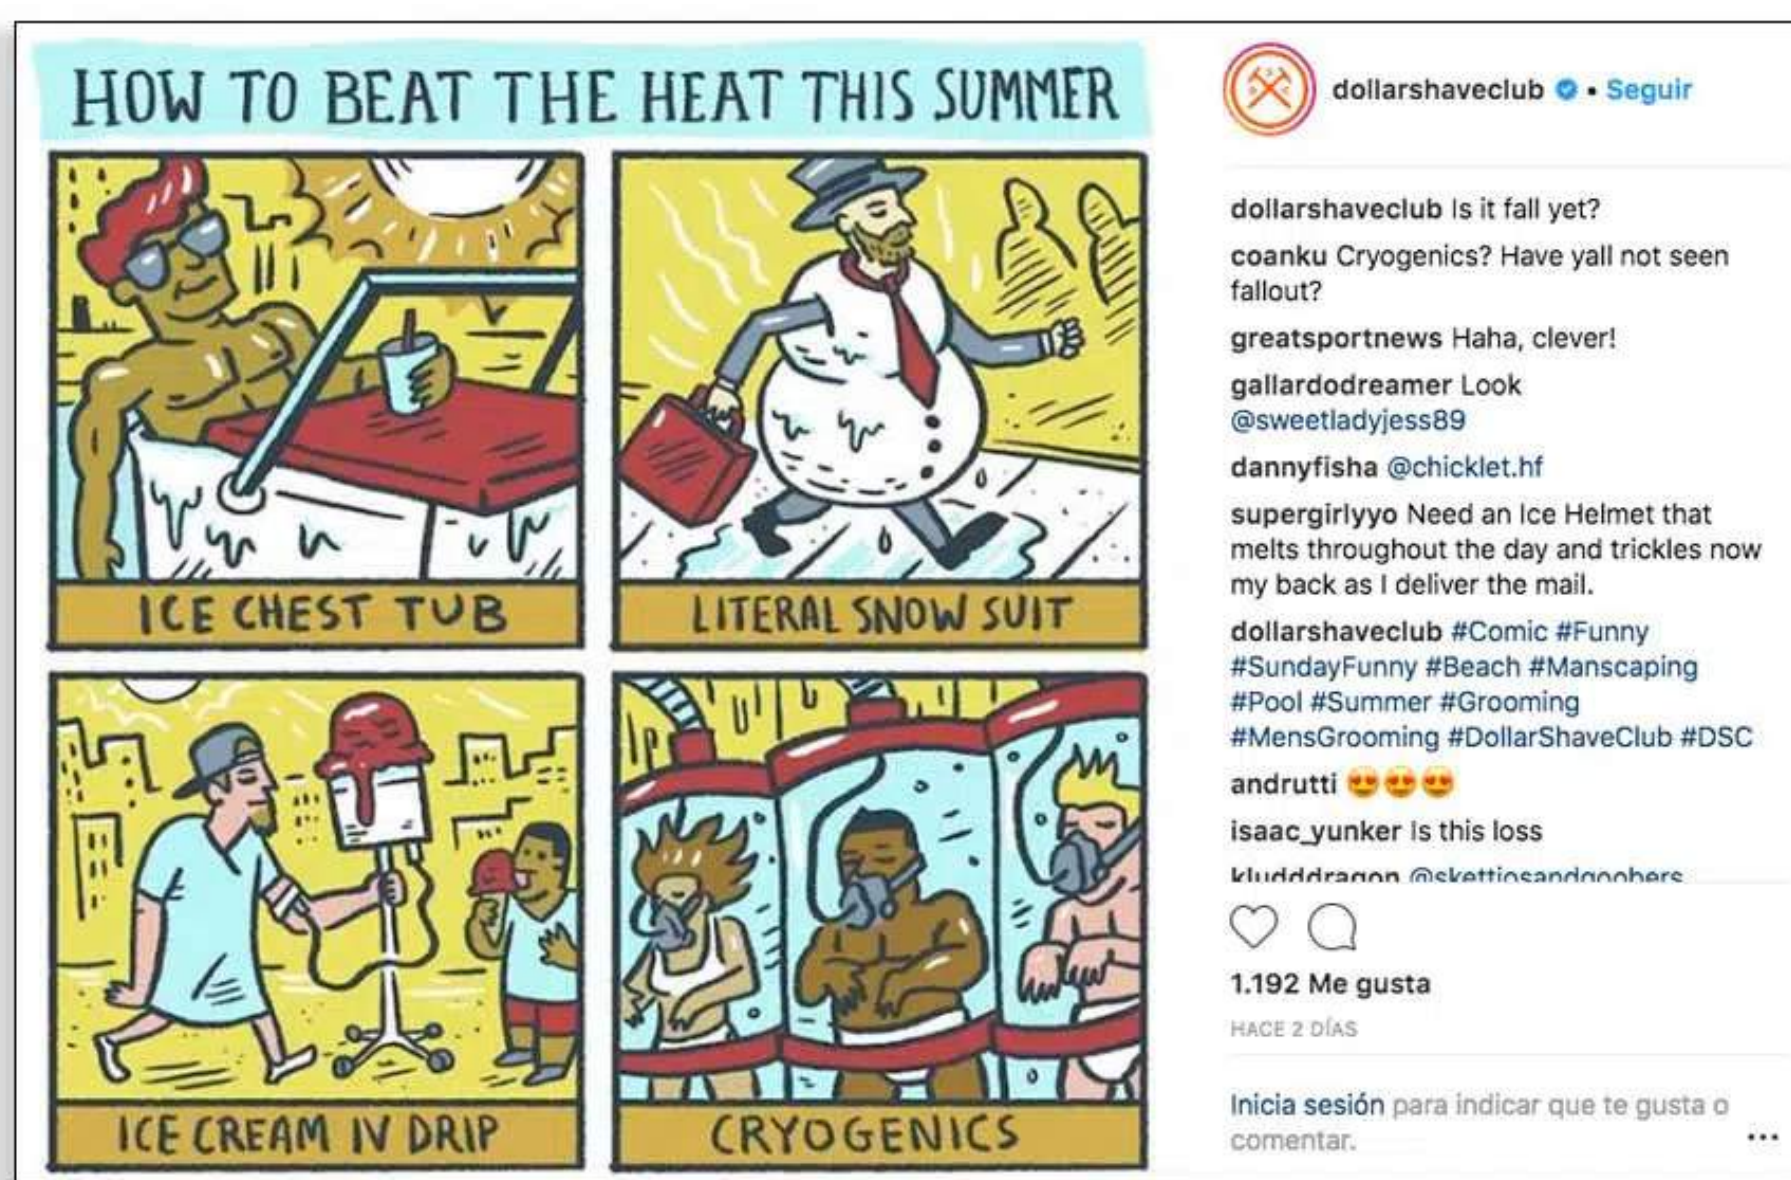 HOW TO BEAT THE HEAT THIS SUMMER
ICE CHEST TUB
LITERAL SNOW SUIT
ICE CREAM IV DRIP
CRYOGENICS
dollarshaveclub • Seguir
dollarshaveclub Is it fall yet?
coanku Cryogenics? Have yall not seen
fallout?
greatsportnews Haha, clever!
gallardodreamer Look
@sweetladyjess89
dannyfisha @chicklet.hf
supergirlyyo Need an Ice Helmet that
melts throughout the day and trickles now
my back as I deliver the mail.
dollarshaveclub #Comic #Funny
#SundayFunny #Beach #Manscaping
#Pool #Summer #Grooming
#MensGrooming #DollarShaveClub #DSC
andrutti 😍😍😍
isaac_yunker Is this loss
kludddragon @skettiosandgoobers
1.192 Me gusta
HACE 2 DÍAS
Inicia sesión para indicar que te gusta o
comentar.